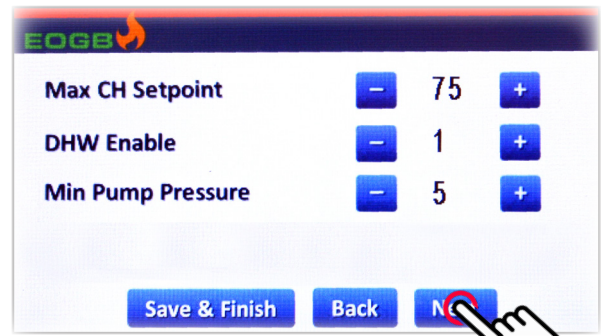 EOGB
Max CH Setpoint - 75 +
DHW Enable - 1 +
Min Pump Pressure - 5 +
Save & Finish Back